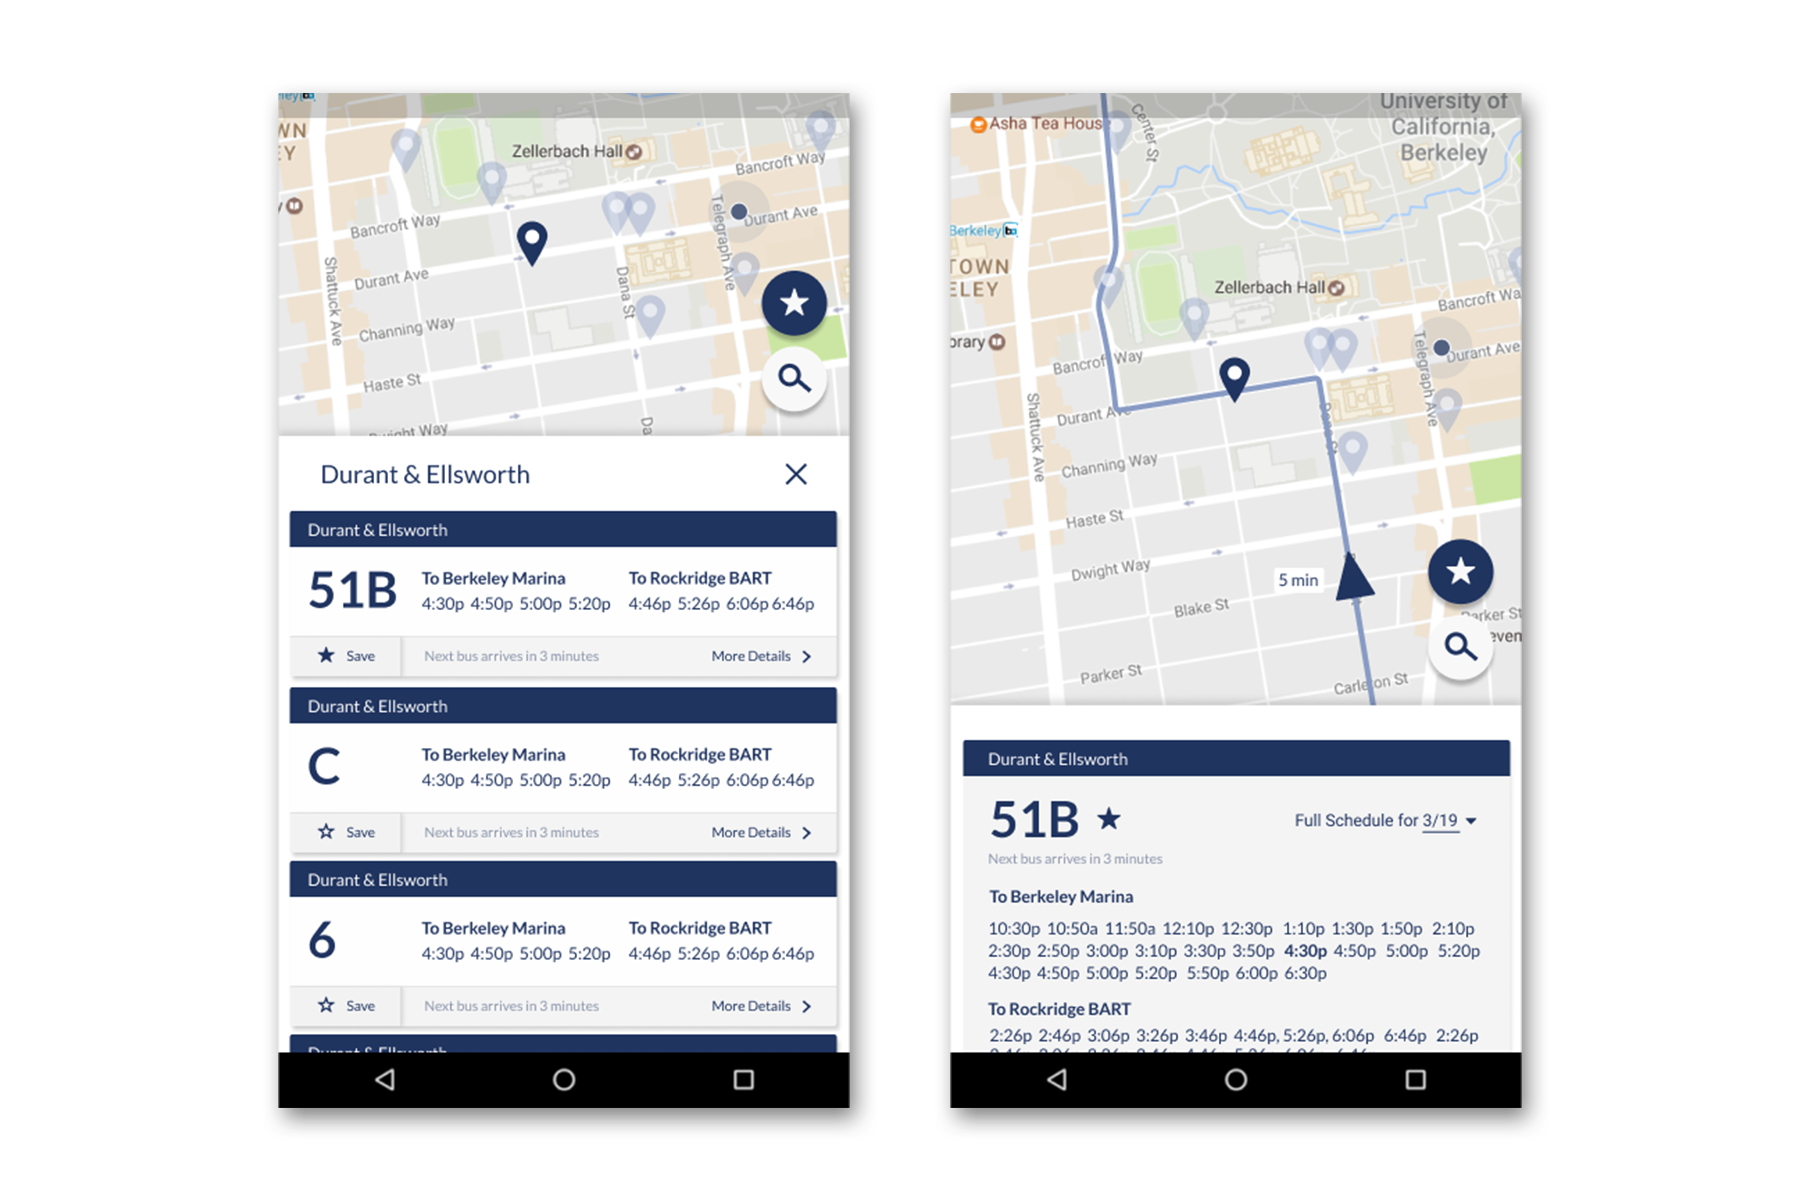 WN
EY
Zellerbach Hall
Bancroft Way
Bancroft Way
Durant Ave
Telegraph Ave
Durant Ave
Shattuck Ave
Dana St
Channing Way
Haste St
Dwight Way
Da
Durant & Ellsworth
Durant & Ellsworth
51B
To Berkeley Marina
4:30p 4:50p 5:00p 5:20p
To Rockridge BART
4:46p 5:26p 6:06p 6:46p
Save
Next bus arrives in 3 minutes
More Details
Durant & Ellsworth
C
To Berkeley Marina
4:30p 4:50p 5:00p 5:20p
To Rockridge BART
4:46p 5:26p 6:06p 6:46p
Save
Next bus arrives in 3 minutes
More Details
Durant & Ellsworth
6
To Berkeley Marina
4:30p 4:50p 5:00p 5:20p
To Rockridge BART
4:46p 5:26p 6:06p 6:46p
Save
Next bus arrives in 3 minutes
More Details
Durant & Ellsworth
University of
California,
Berkeley
Asha Tea Hous
Center St
Berkeley
TOWN
ELEY
Zellerbach Hall
Bancroft Wa
brary
Bancroft Way
Telegraph Ave
Durant Ave
Shattuck Ave
Durant Ave
Dana St
Channing Way
Haste St
Dwight Way
5 min
Blake St
Parker St
even
Parker St
Carleton St
Durant & Ellsworth
51B
Full Schedule for 3/19
Next bus arrives in 3 minutes
To Berkeley Marina
10:30p 10:50a 11:50a 12:10p 12:30p 1:10p 1:30p 1:50p 2:10p
2:30p 2:50p 3:00p 3:10p 3:30p 3:50p 4:30p 4:50p 5:00p 5:20p
4:30p 4:50p 5:00p 5:20p 5:50p 6:00p 6:30p
To Rockridge BART
2:26p 2:46p 3:06p 3:26p 3:46p 4:46p, 5:26p, 6:06p 6:46p 2:26p